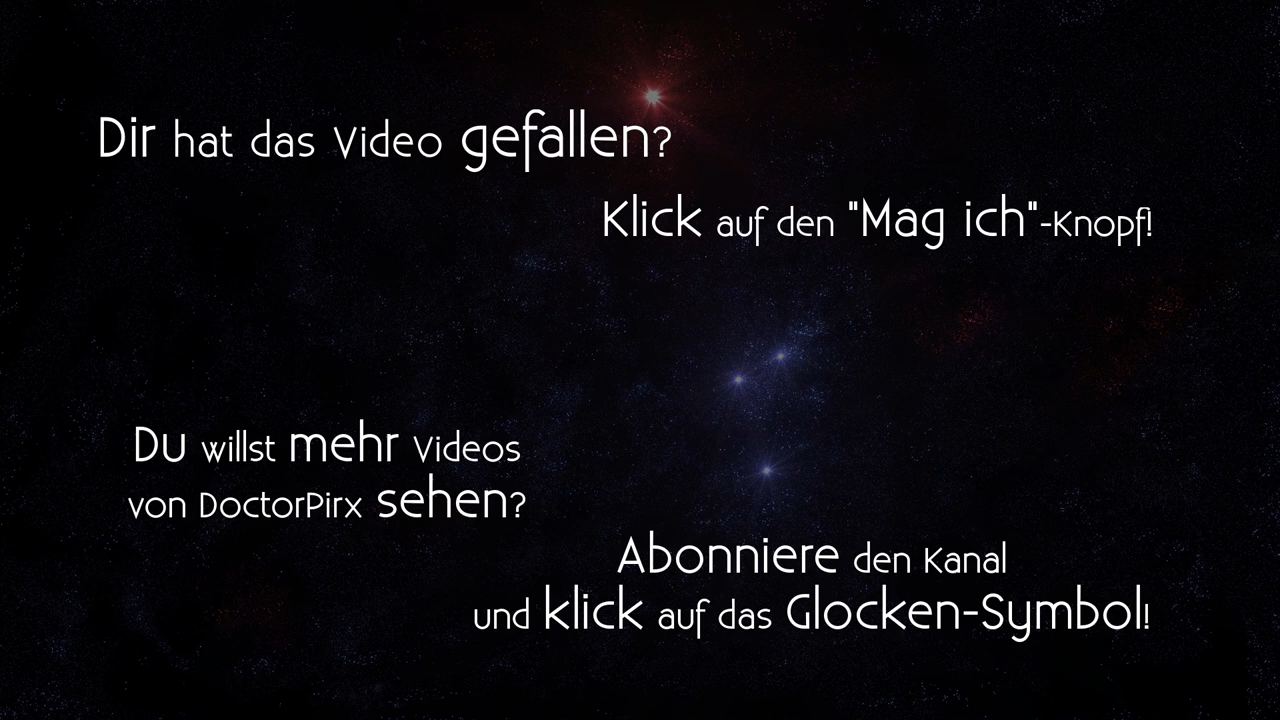 Dir hat das Video gefallen?
Klick auf den "Mag ich"-Knopf!
Du willst mehr Videos
von DoctorPirx sehen?
Abonniere den Kanal
und klick auf das Glocken-Symbol!